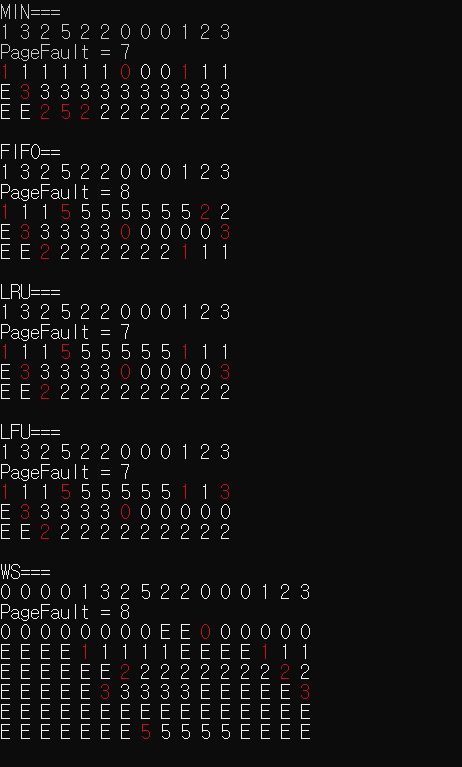 MIN===
1 3 2 5 2 2 0 0 0 1 2 3
PageFault = 7
1 1 1 1 1 1 0 0 0 1 1 1
E 3 3 3 3 3 3 3 3 3 3 3
E E 2 5 2 2 2 2 2 2 2 2
FIFO==
1 3 2 5 2 2 0 0 0 1 2 3
PageFault = 8
1 1 1 5 5 5 5 5 5 5 2 2
E 3 3 3 3 3 0 0 0 0 0 3
E E 2 2 2 2 2 2 2 1 1 1
LRU===
1 3 2 5 2 2 0 0 0 1 2 3
PageFault = 7
1 1 1 5 5 5 5 5 5 1 1 1
E 3 3 3 3 3 0 0 0 0 0 3
E E 2 2 2 2 2 2 2 2 2 2
LFU===
1 3 2 5 2 2 0 0 0 1 2 3
PageFault = 7
1 1 1 5 5 5 5 5 5 1 1 3
E 3 3 3 3 3 0 0 0 0 0 0
E E 2 2 2 2 2 2 2 2 2 2
WS===
0 0 0 0 1 3 2 5 2 2 0 0 0 1 2 3
PageFault = 8
0 0 0 0 0 0 0 0 E E 0 0 0 0 0 0
E E E E 1 1 1 1 1 E E E E 1 1 1
E E E E E E 2 2 2 2 2 2 2 2 2 2
E E E E E 3 3 3 3 3 E E E E E 3
E E E E E E E E E E E E E E E E
E E E E E E E 5 5 5 5 5 E E E E